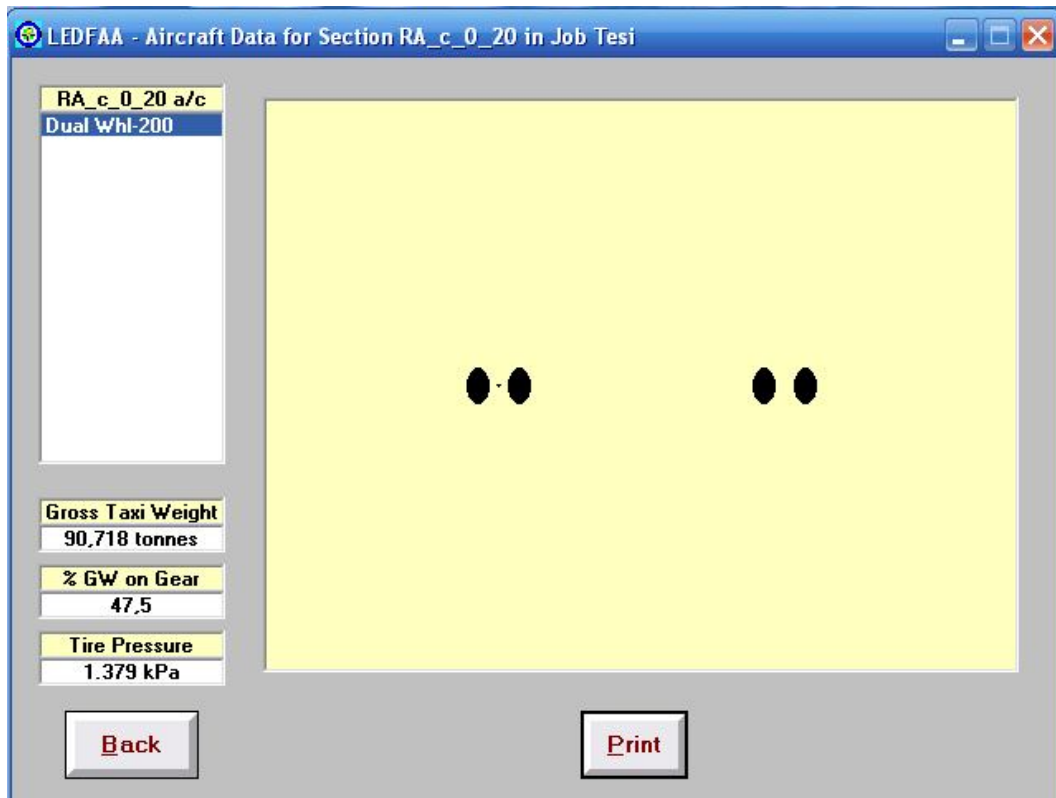 LEDFAA - Aircraft Data for Section RA_c_0_20 in Job Tesi
RA_c_0_20 a/c
Dual Whl-200
Gross Taxi Weight
90,718 tonnes
% GW on Gear
47,5
Tire Pressure
1.379 kPa
Back
Print